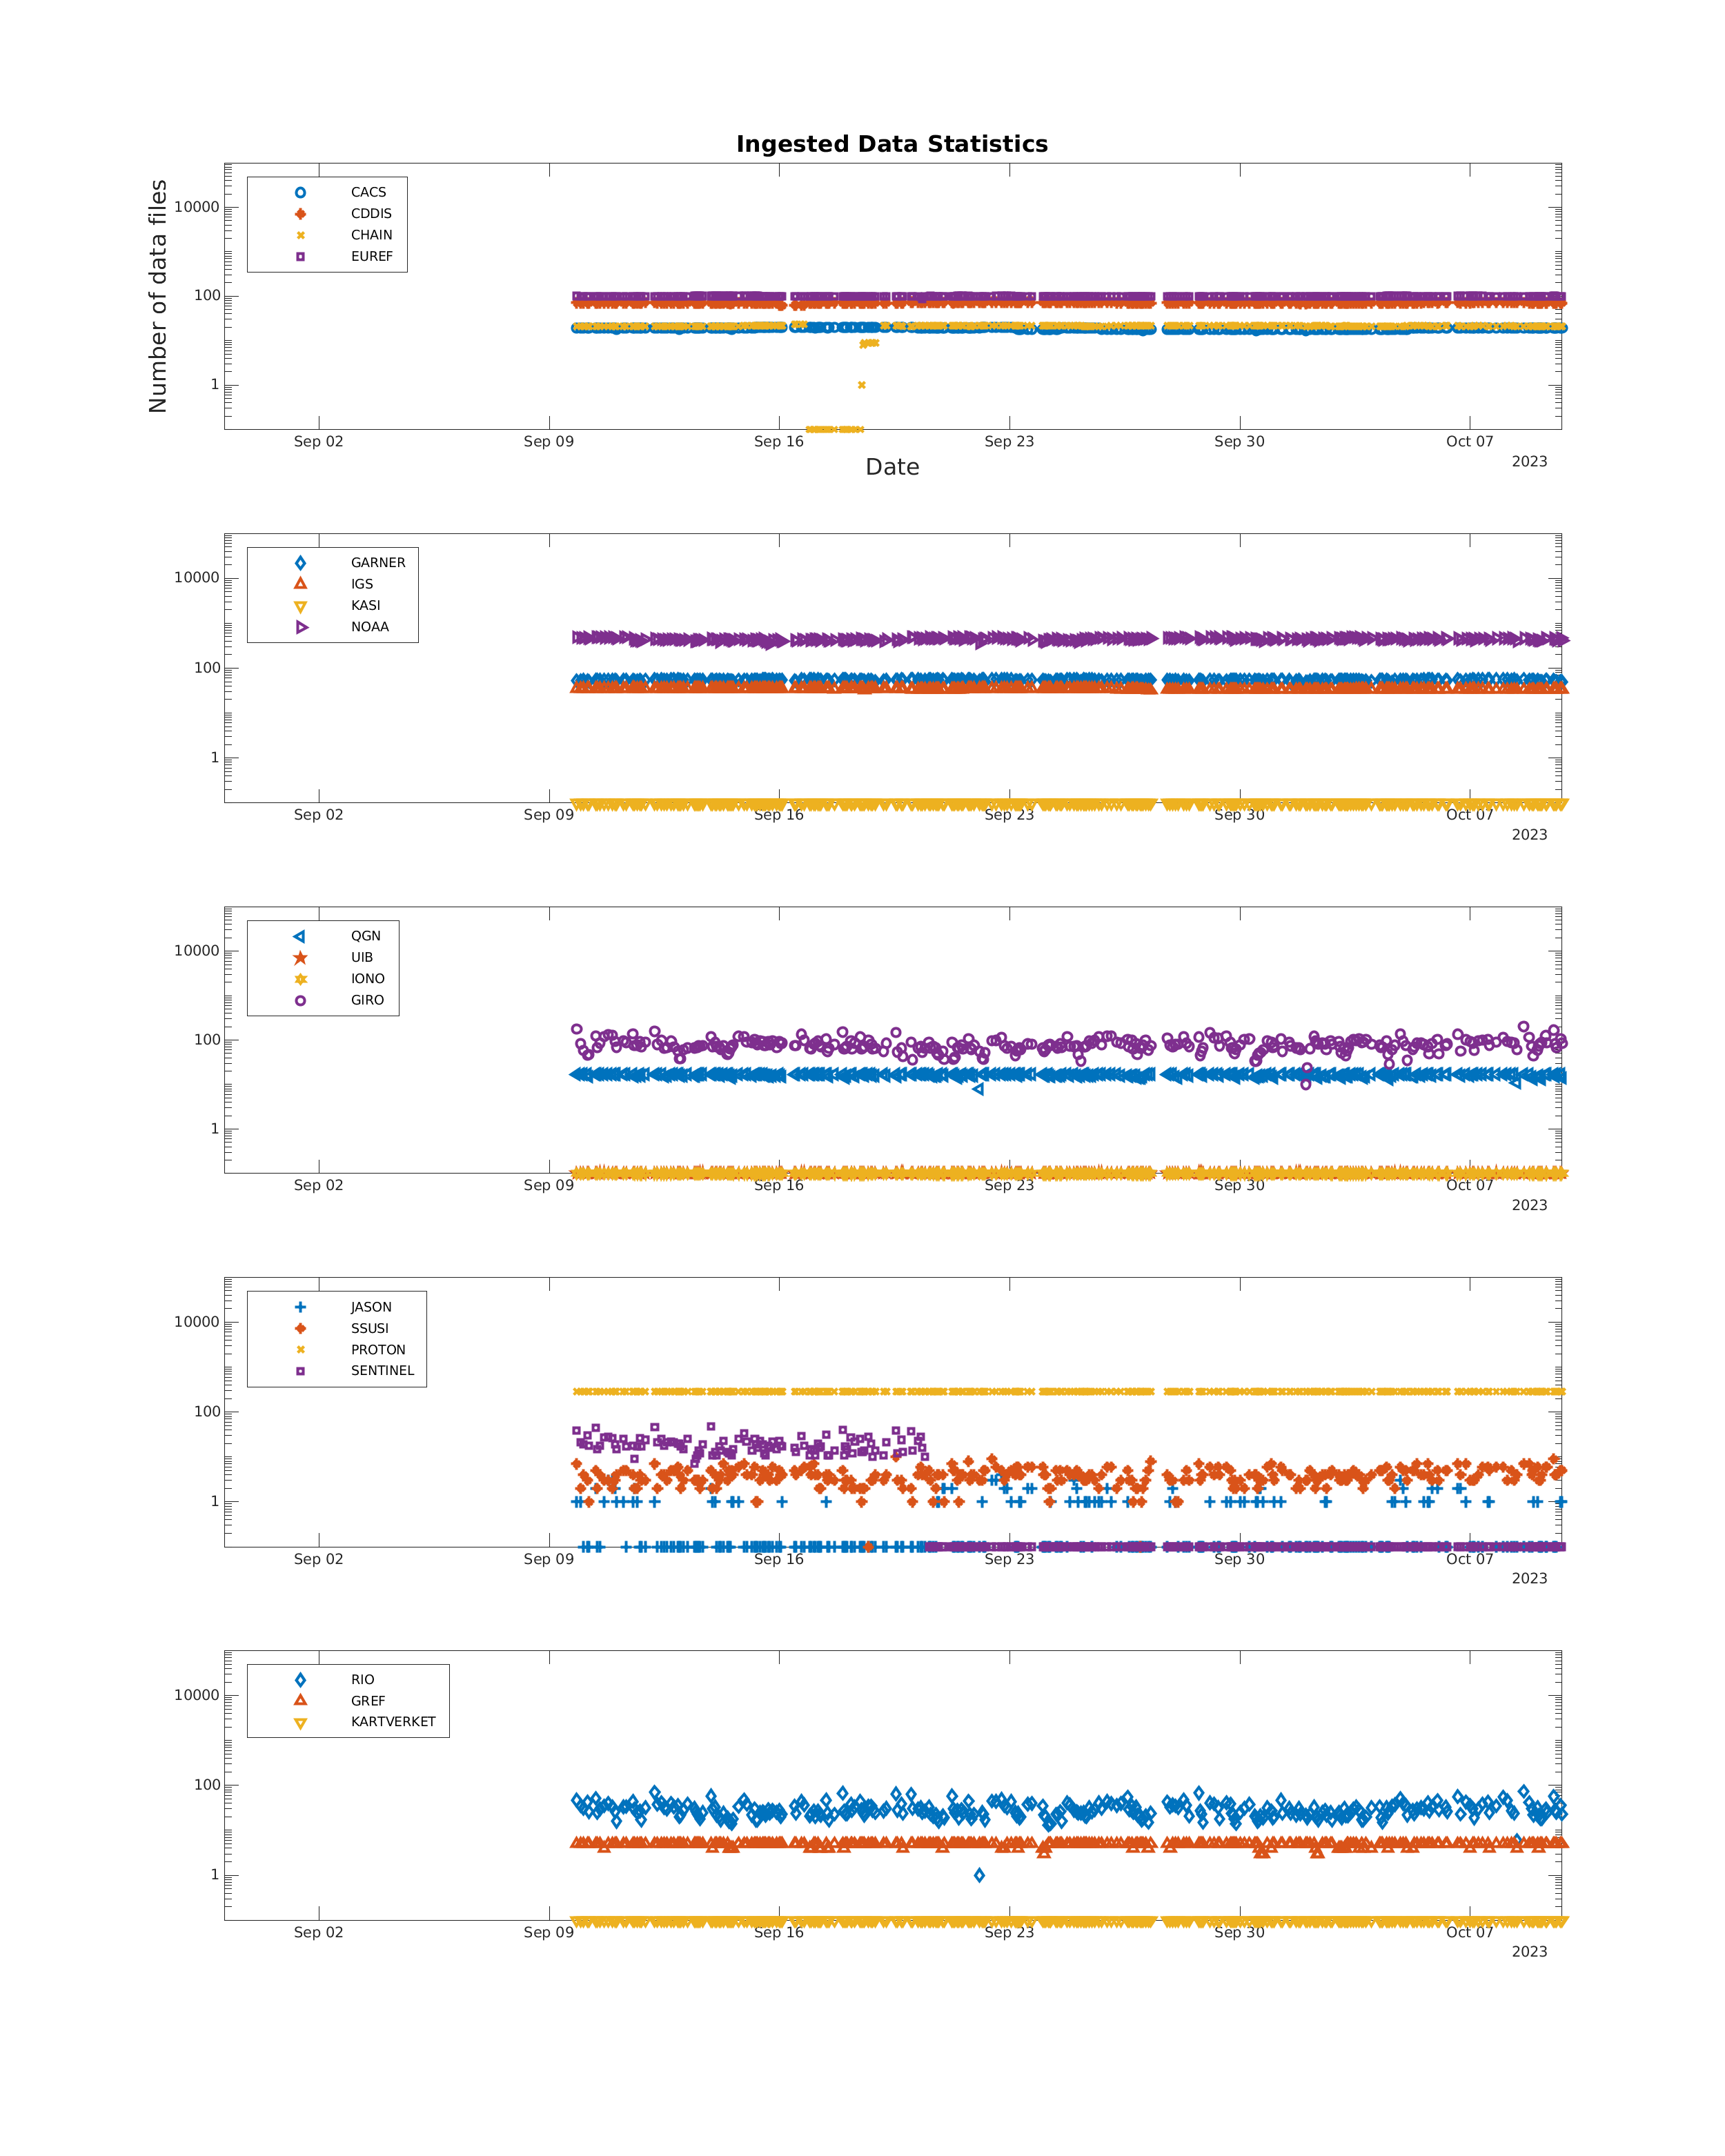 Ingested Data Statistics
Number of data files
10000
100
1
CACS
CDDIS
CHAIN
EUREF
Sep 02 Sep 09 Sep 16 Sep 23 Sep 30 Oct 07
2023
Date
10000
100
1
GARNER
IGS
KASI
NOAA
Sep 02 Sep 09 Sep 16 Sep 23 Sep 30 Oct 07
2023
10000
100
1
QGN
UIB
IONO
GIRO
Sep 02 Sep 09 Sep 16 Sep 23 Sep 30 Oct 07
2023
10000
100
1
JASON
SSUSI
PROTON
SENTINEL
Sep 02 Sep 09 Sep 16 Sep 23 Sep 30 Oct 07
2023
10000
100
1
RIO
GREF
KARTVERKET
Sep 02 Sep 09 Sep 16 Sep 23 Sep 30 Oct 07
2023